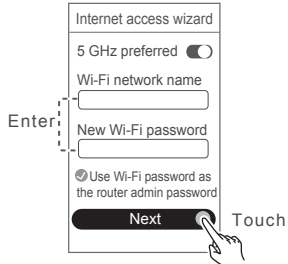 Internet access wizard
5 GHz preferred
Wi-Fi network name
Enter
New Wi-Fi password
Use Wi-Fi password as
the router admin password
Next
Touch